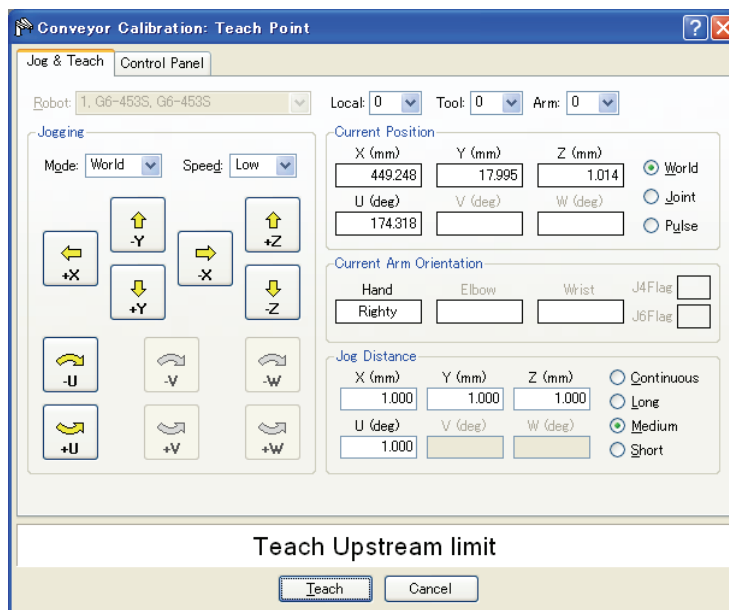 Conveyor Calibration: Teach Point
Jog & Teach Control Panel
Robot: 1, G6-453S, G6-453S Local: 0 Tool: 0 Arm: 0
Jogging
Mode: World Speed: Low
-Y +Z
+X -X
+Y -Z
-U -V -W
+U +V +W
Current Position
X (mm) Y (mm) Z (mm)
449.248 17.995 1.014
U (deg) V (deg) W (deg)
174.318
World
Joint
Pulse
Current Arm Orientation
Hand Elbow Wrist J4Flag
Righty J6Flag
Jog Distance
X (mm) Y (mm) Z (mm)
1.000 1.000 1.000
U (deg) V (deg) W (deg)
1.000
Continuous
Long
Medium
Short
Teach Upstream limit
Teach Cancel